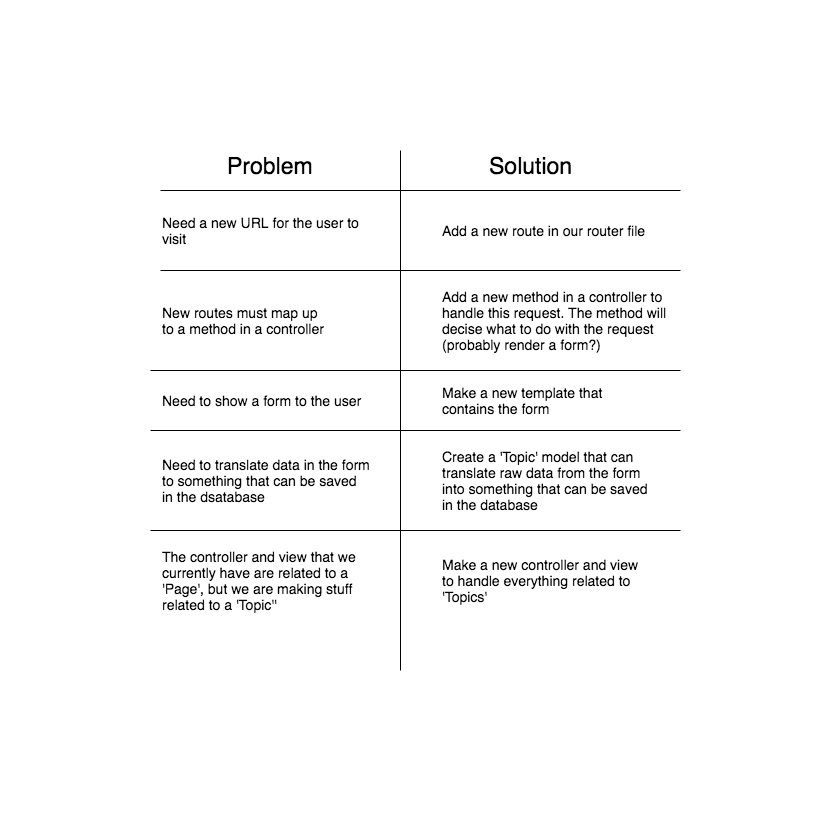 Problem
Solution
Need a new URL for the user to
visit
Add a new route in our router file
New routes must map up
to a method in a controller
Add a new method in a controller to
handle this request. The method will
decise what to do with the request
(probably render a form?)
Need to show a form to the user
Make a new template that
contains the form
Need to translate data in the form
to something that can be saved
in the dsatabase
Create a 'Topic' model that can
translate raw data from the form
into something that can be saved
in the database
The controller and view that we
currently have are related to a
'Page', but we are making stuff
related to a 'Topic"
Make a new controller and view
to handle everything related to
'Topics'